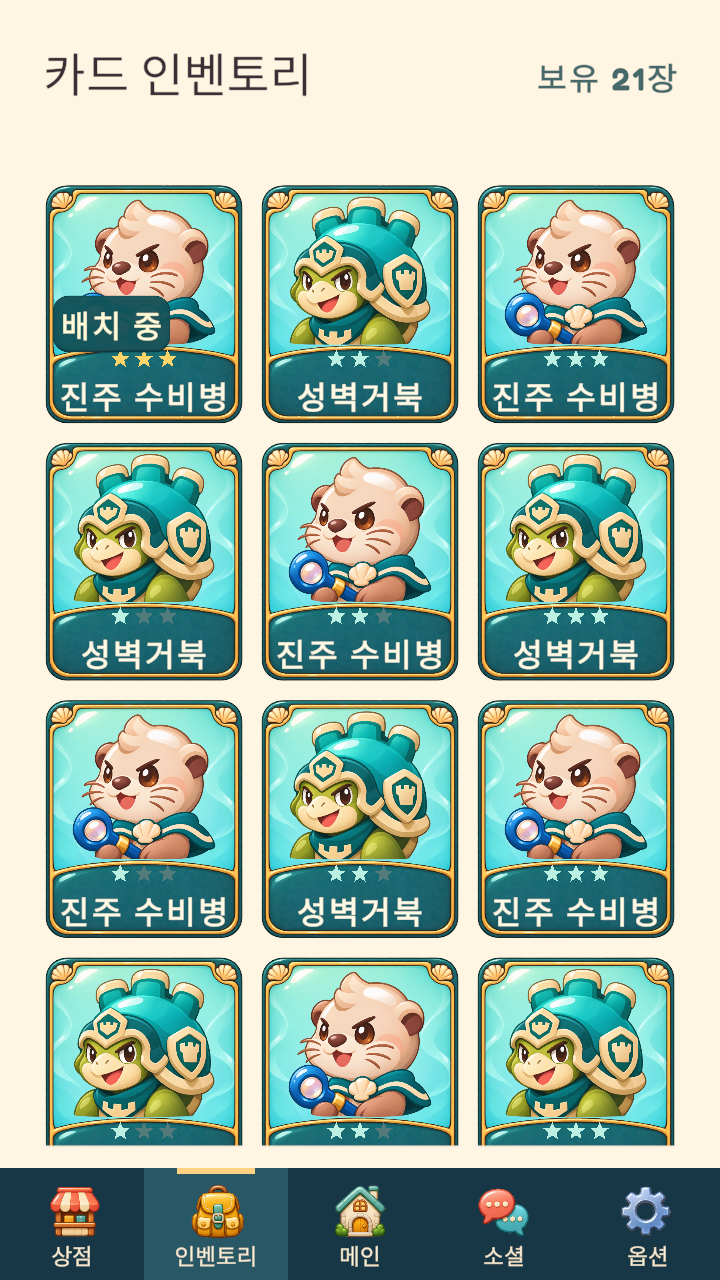 카드 인벤토리
보유 21장
배치 중
진주 수비병
성벽거북
진주 수비병
성벽거북
진주 수비병
성벽거북
진주 수비병
성벽거북
진주 수비병
상점
인벤토리
메인
소셜
옵션